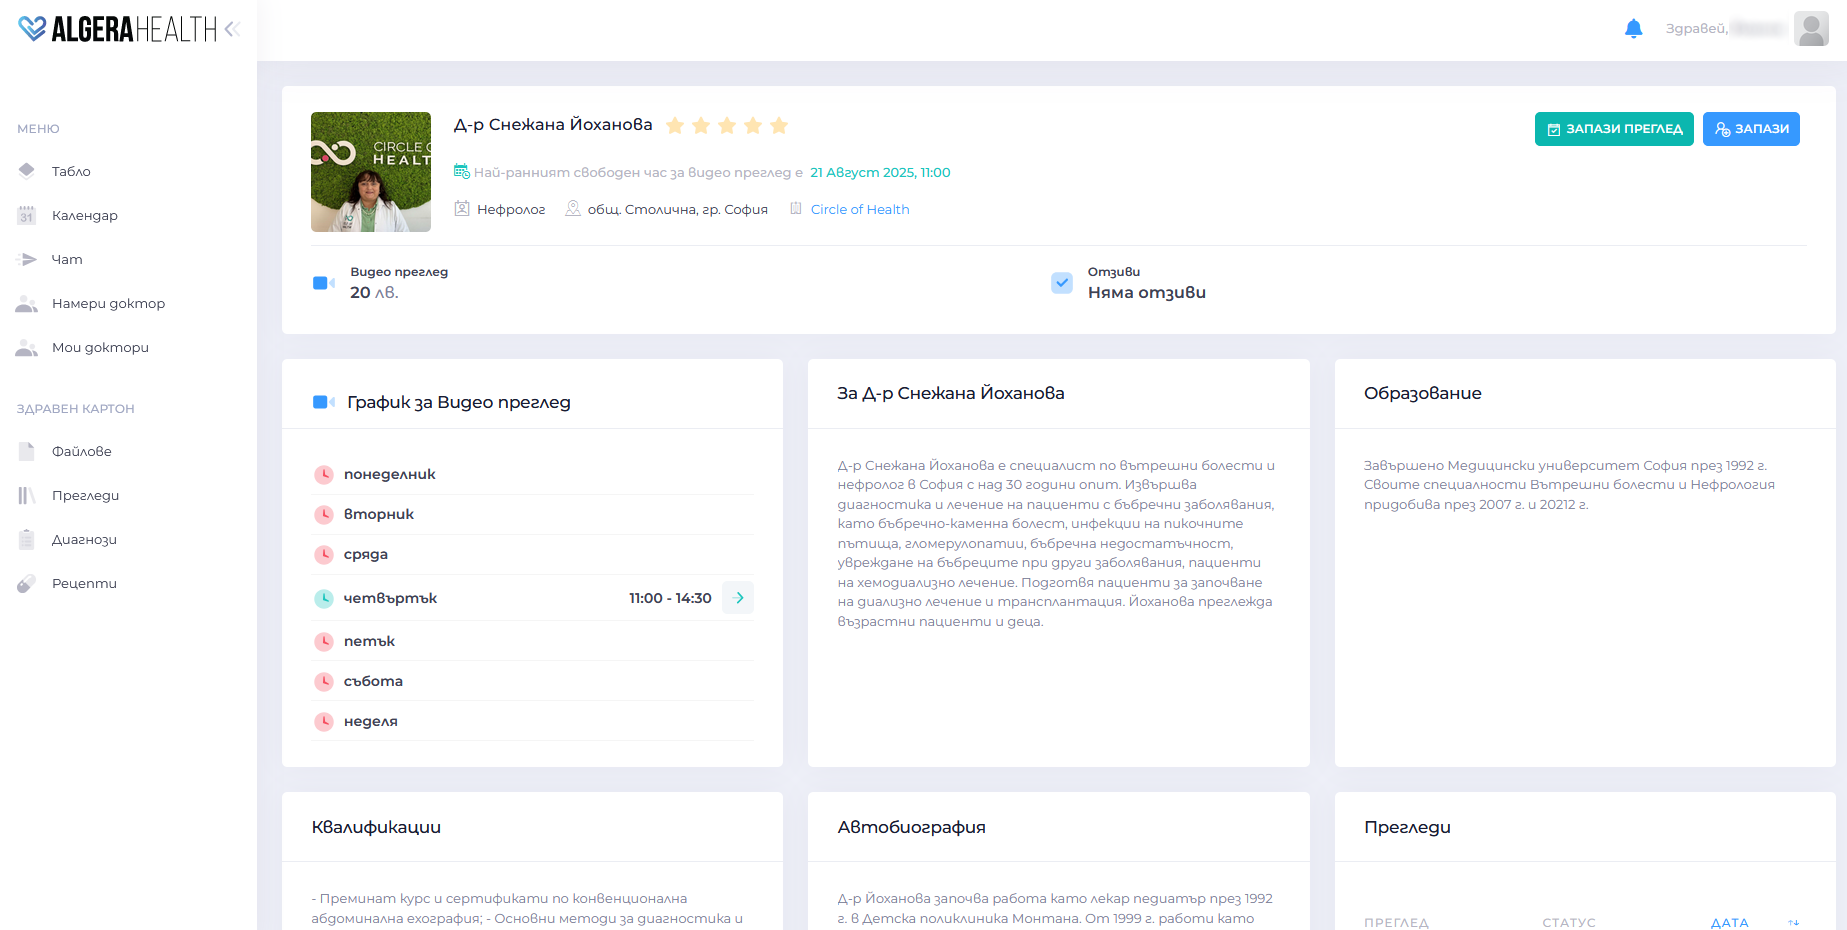 ALGERAHEALTH
Здравей,
МЕНЮ
Табло
Календар
31
Чат
Намери доктор
Мои доктори
ЗДРАВЕН КАРТОН
Файлове
Прегледи
Диагнози
Рецепти
CIRCLE O
HEALT
Д-р Снежана Йоханова
Най-ранният свободен час за видео преглед е 21 Август 2025, 11:00
Нефролог общ. Столична, гр. София Circle of Health
ЗАПАЗИ ПРЕГЛЕД ЗАПАЗИ
Видео преглед
20 лв.
Отзиви
Няма отзиви
График за Видео преглед
понеделник
вторник
сряда
четвъртък 11:00 - 14:30
петък
събота
неделя
За Д-р Снежана Йоханова
Д-р Снежана Йоханова е специалист по вътрешни болести и
нефролог в София с над 30 години опит. Извършва
диагностика и лечение на пациенти с бъбречни заболявания,
като бъбречно-каменна болест, инфекции на пикочните
пътища, гломерулопатии, бъбречна недостатъчност,
увреждане на бъбреците при други заболявания, пациенти
на хемодиализно лечение. Подготвя пациенти за започване
на диализно лечение и трансплантация. Йоханова преглежда
възрастни пациенти и деца.
Образование
Завършено Медицински университет София през 1992 г.
Своите специалности Вътрешни болести и Нефрология
придобива през 2007 г. и 20212 г.
Квалификации
- Преминат курс и сертификати по конвенционална
абдоминална ехография; - Основни методи за диагностика и
Автобиография
Д-р Йоханова започва работа като лекар педиатър през 1992
г. в Детска поликлиника Монтана. От 1999 г. работи като
Прегледи
ПРЕГЛЕД СТАТУС ДАТА